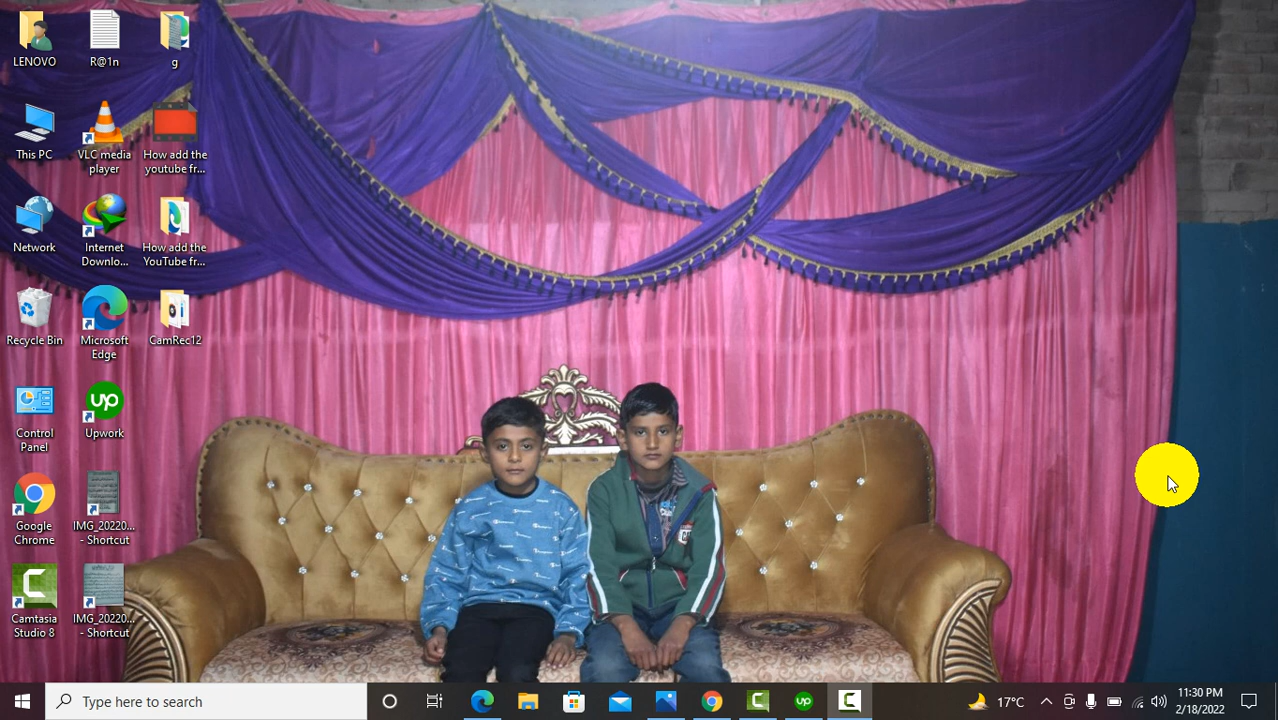 LENOVO
R@1n
g
This PC
VLC media
player
How add the
youtube fr...
Network
Internet
Downlo...
How add the
YouTube fr...
Recycle Bin
Microsoft
Edge
CamRec12
Control
Panel
Upwork
Google
Chrome
IMG_20220...
- Shortcut
Camtasia
Studio 8
IMG_20220...
- Shortcut
Type here to search
17°C
11:30 PM
2/18/2022